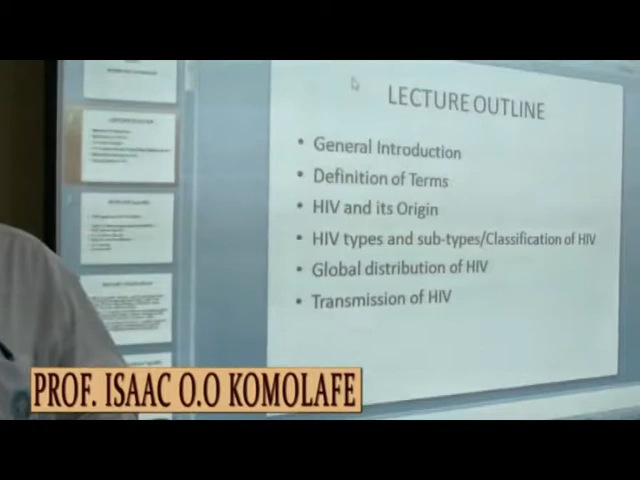 LECTURE OUTLINE
• General Introduction
• Definition of Terms
• HIV and its Origin
• HIV types and sub-types/Classification of HIV
• Global distribution of HIV
• Transmission of HIV
PROF. ISAAC O.O KOMOLAFE